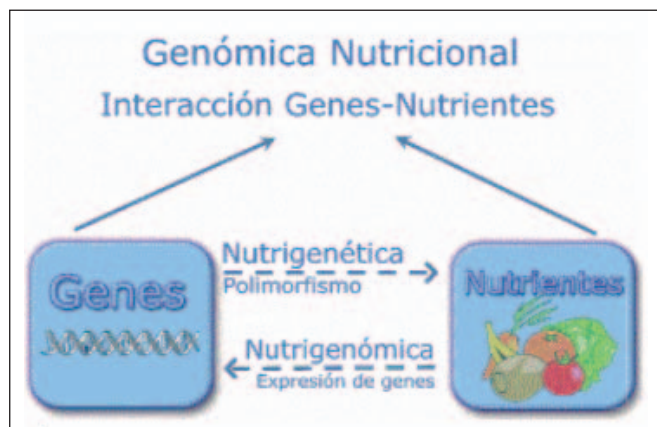 Genómica Nutricional
Interacción Genes-Nutrientes
Nutrigenética
Polimorfismo
Genes
Nutrientes
Nutrigenómica
Expresión de genes